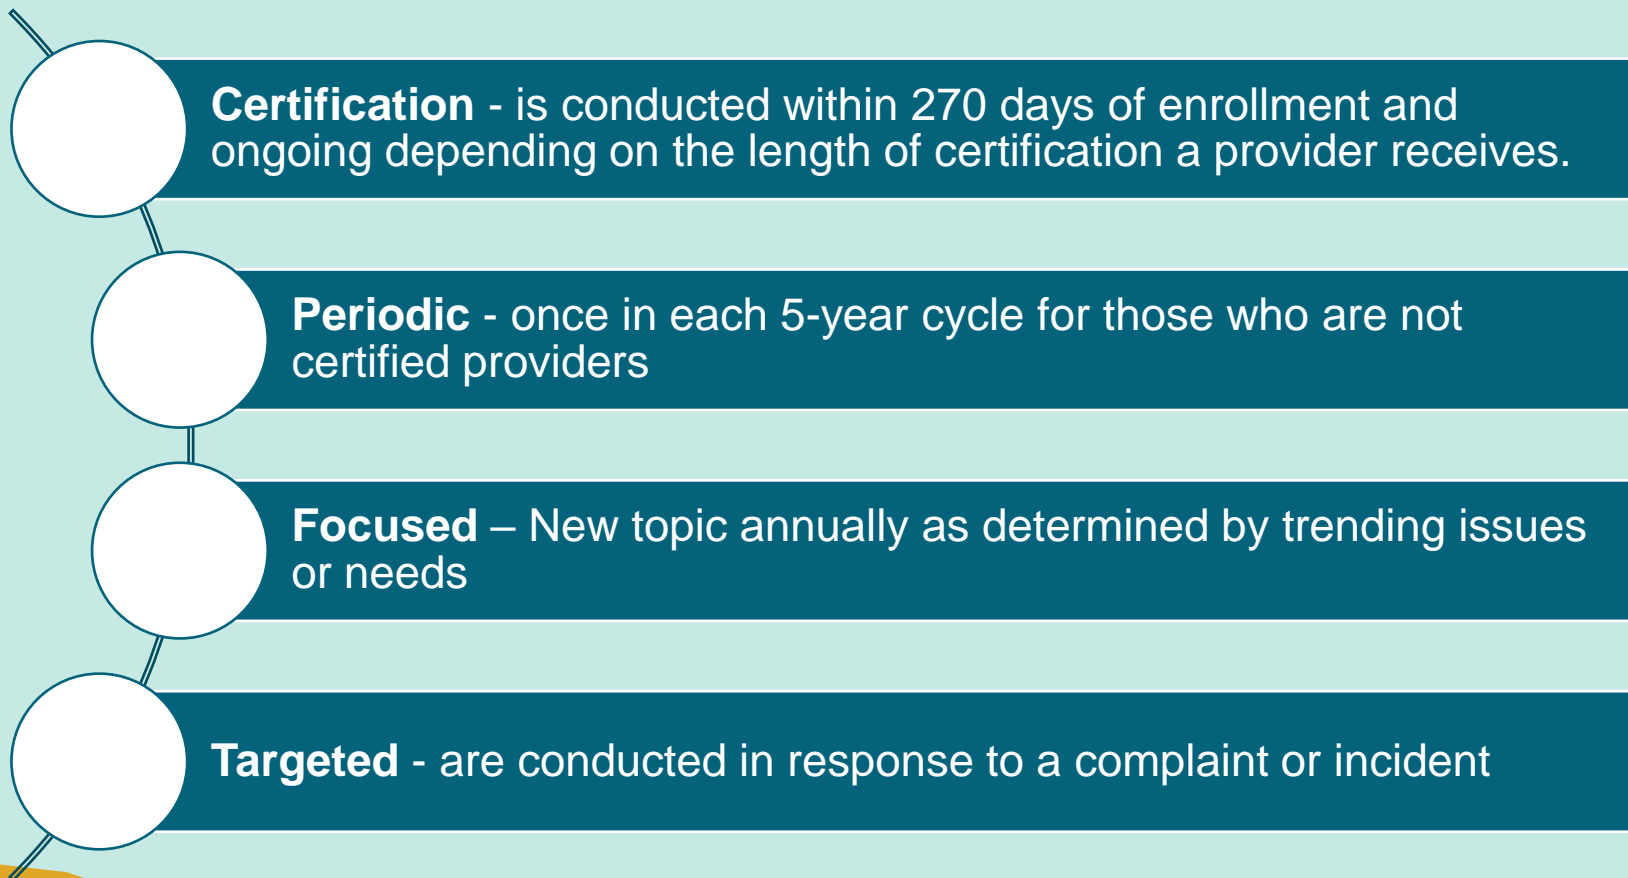 Certification - is conducted within 270 days of enrollment and
ongoing depending on the length of certification a provider receives.
Periodic - once in each 5-year cycle for those who are not
certified providers
Focused – New topic annually as determined by trending issues
or needs
Targeted - are conducted in response to a complaint or incident